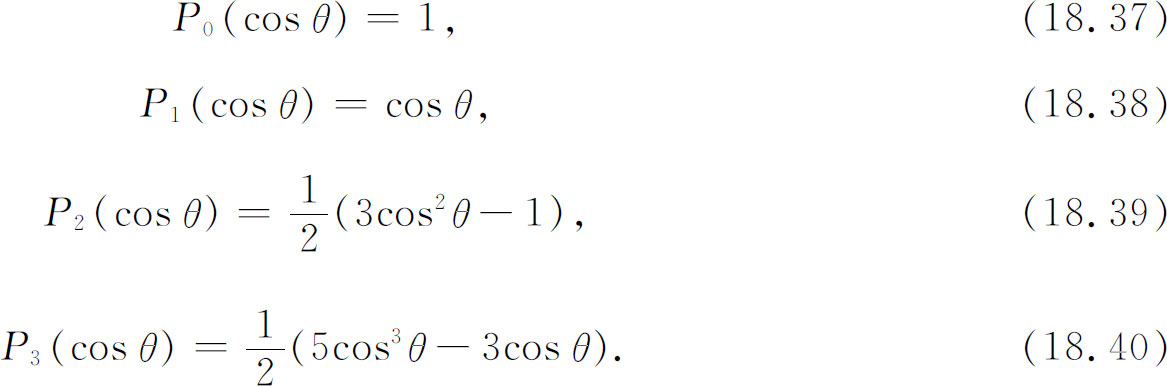 P₀(cos θ) = 1, (18.37)
P₁(cos θ) = cos θ, (18.38)
P₂(cos θ) = 1/2 (3cos²θ − 1), (18.39)
P₃(cos θ) = 1/2 (5cos³θ − 3cos θ). (18.40)